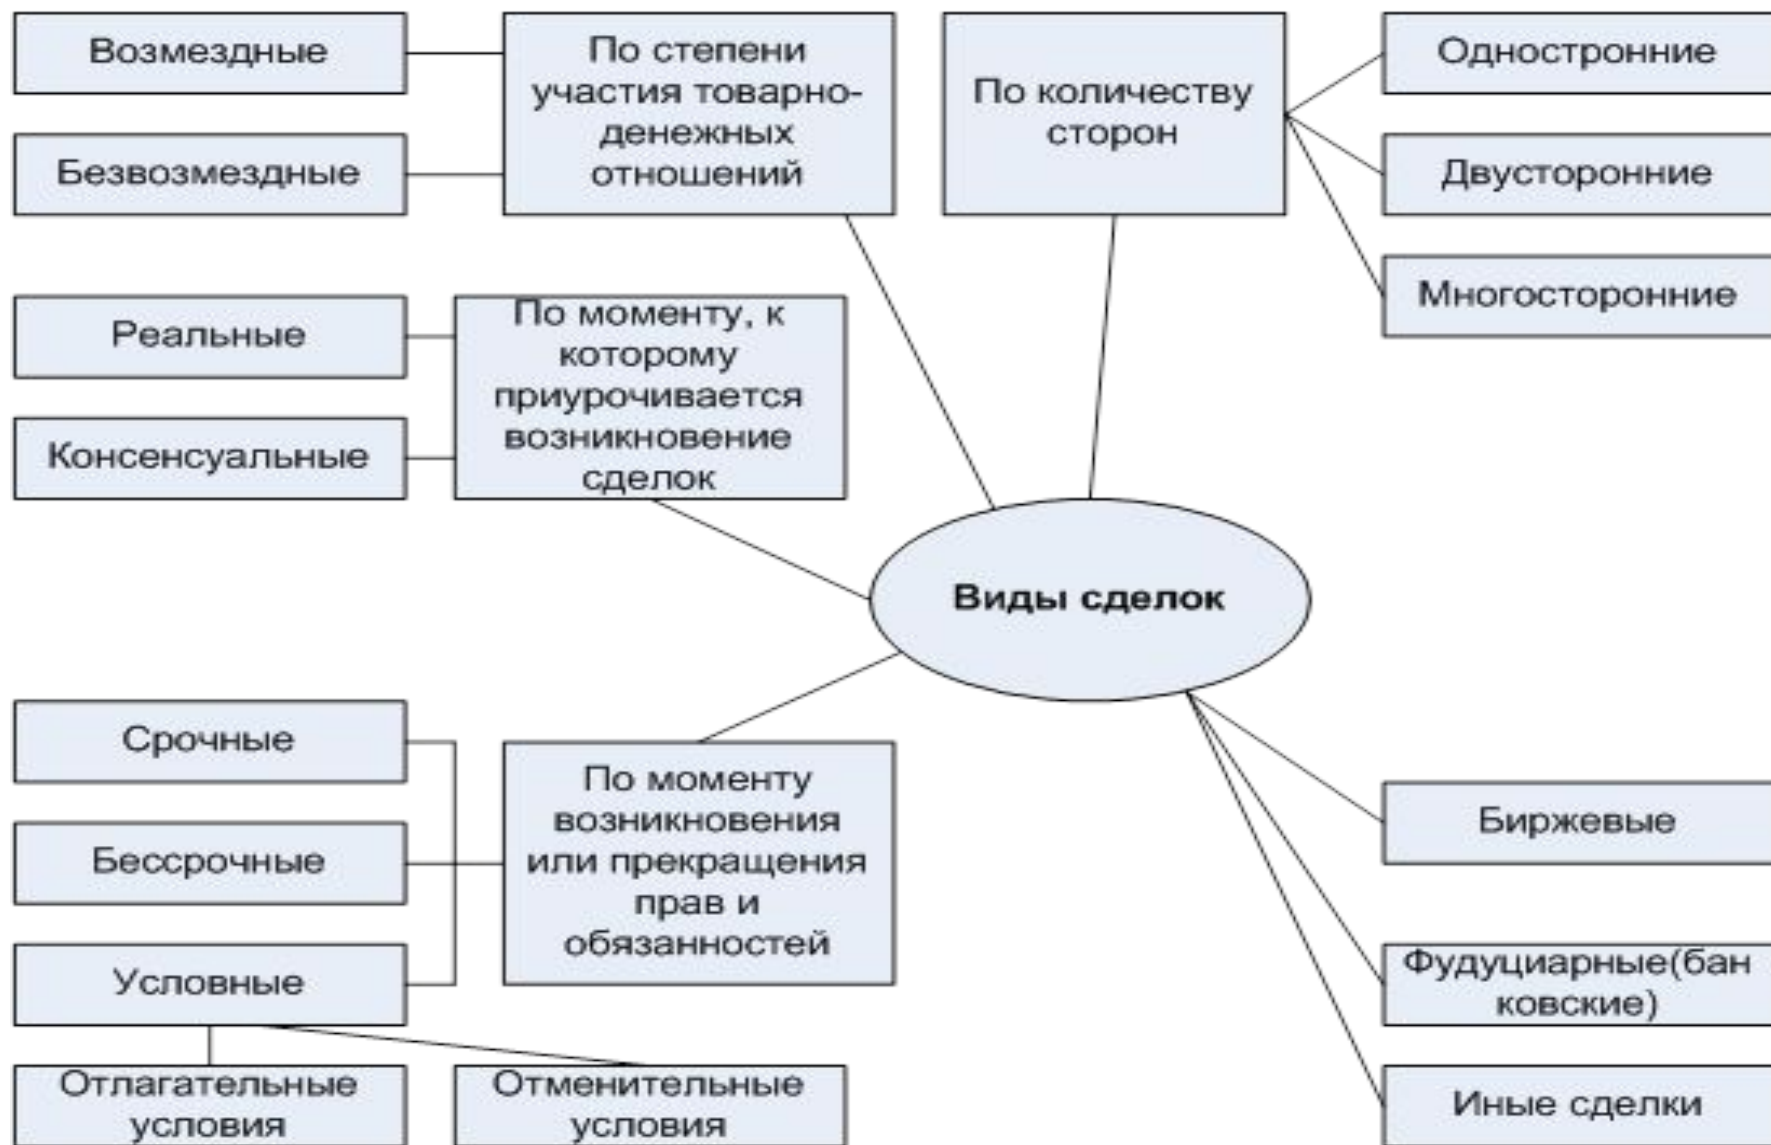 Возмездные
Безвозмездные
По степени
участия товарно-
денежных
отношений
По количеству
сторон
Одностронние
Двусторонние
Многосторонние
Реальные
Консенсуальные
По моменту, к
которому
приурочивается
возникновение
сделок
Виды сделок
Срочные
Бессрочные
Условные
По моменту
возникновения
или прекращения
прав и
обязанностей
Отлагательные
условия
Отменительные
условия
Биржевые
Фудуциарные(бан
ковские)
Иные сделки